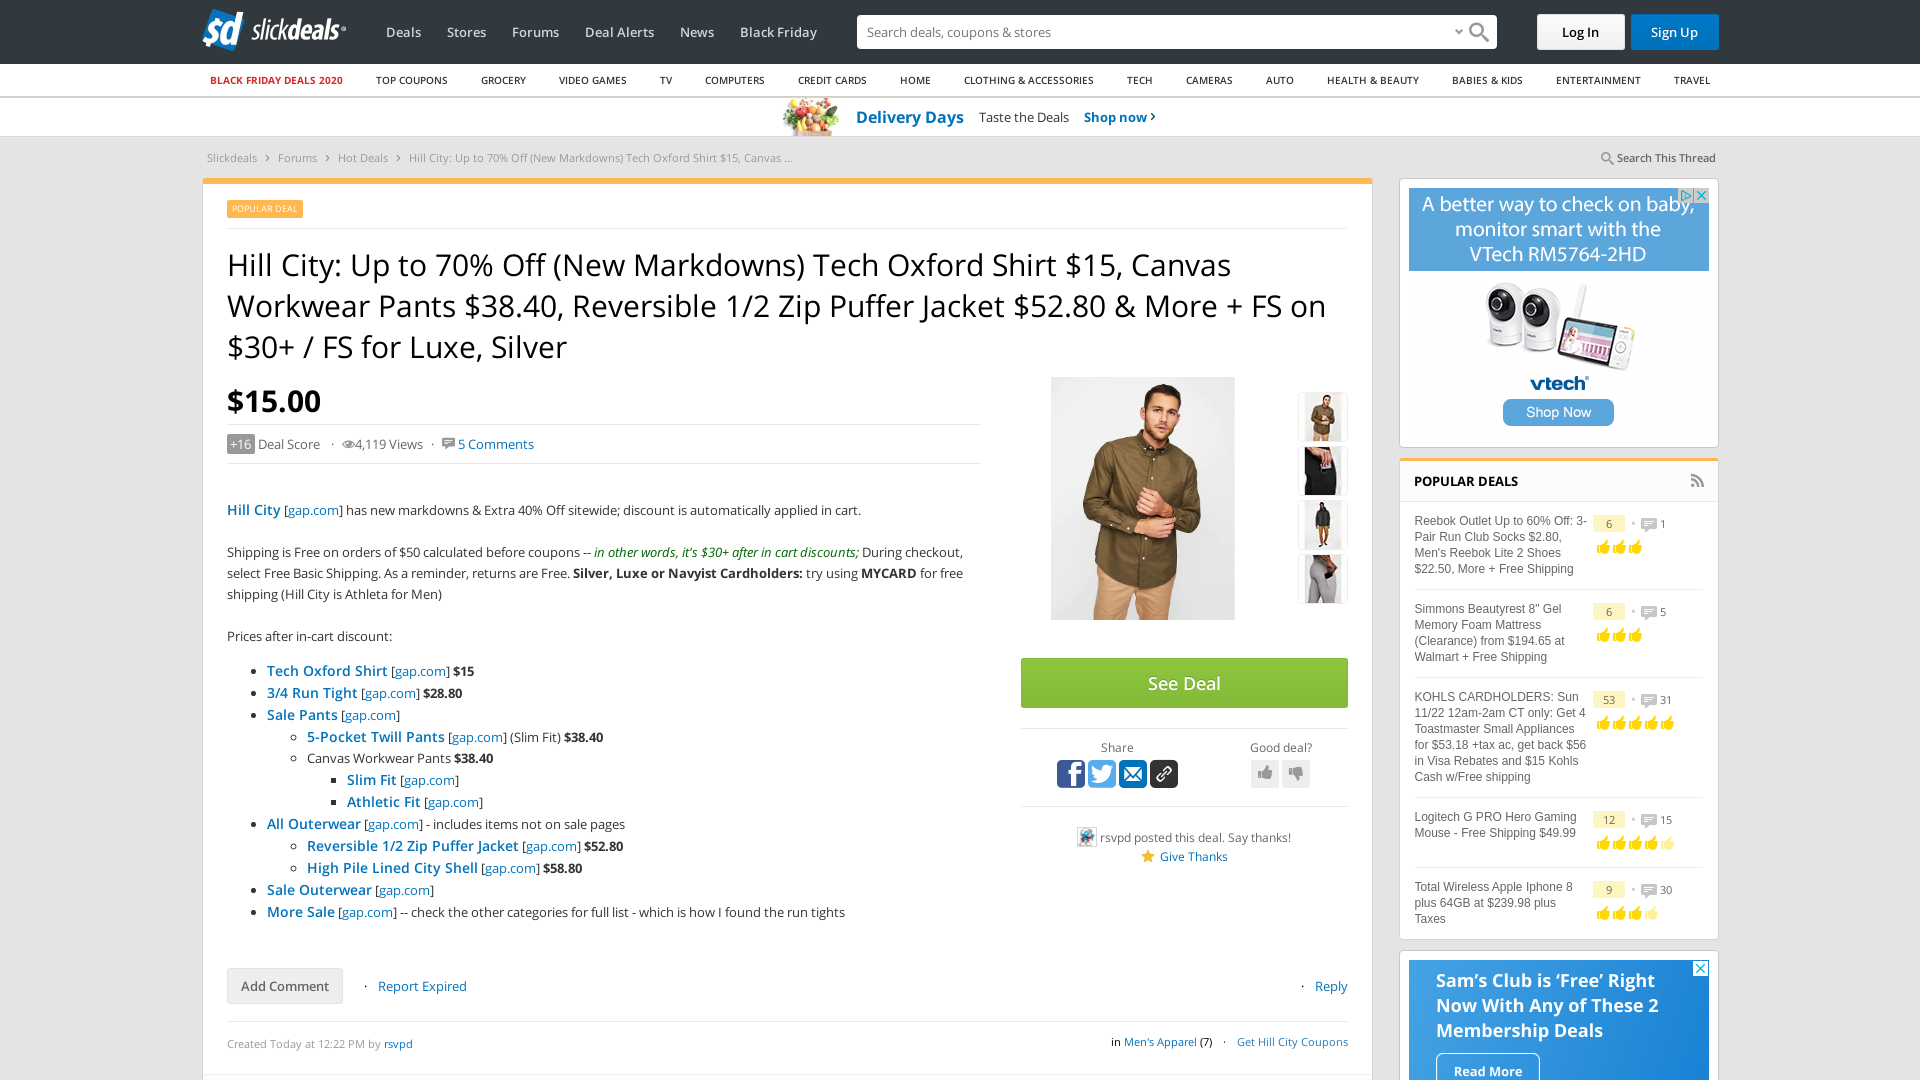 sd slickdeals
Deals Stores Forums Deal Alerts News Black Friday
Search deals, coupons & stores
Log In
Sign Up
BLACK FRIDAY DEALS 2020 TOP COUPONS GROCERY VIDEO GAMES TV COMPUTERS CREDIT CARDS HOME CLOTHING & ACCESSORIES TECH CAMERAS AUTO HEALTH & BEAUTY BABIES & KIDS ENTERTAINMENT TRAVEL
Delivery Days Taste the Deals Shop now ›
Slickdeals › Forums › Hot Deals › Hill City: Up to 70% Off (New Markdowns) Tech Oxford Shirt $15, Canvas ...
Search This Thread
POPULAR DEAL
Hill City: Up to 70% Off (New Markdowns) Tech Oxford Shirt $15, Canvas
Workwear Pants $38.40, Reversible 1/2 Zip Puffer Jacket $52.80 & More + FS on
$30+ / FS for Luxe, Silver
$15.00
+16 Deal Score · 4,119 Views · 5 Comments
Hill City [gap.com] has new markdowns & Extra 40% Off sitewide; discount is automatically applied in cart.
Shipping is Free on orders of $50 calculated before coupons -- in other words, it's $30+ after in cart discounts; During checkout,
select Free Basic Shipping. As a reminder, returns are Free. Silver, Luxe or Navyist Cardholders: try using MYCARD for free
shipping (Hill City is Athleta for Men)
Prices after in-cart discount:
Tech Oxford Shirt [gap.com] $15
3/4 Run Tight [gap.com] $28.80
Sale Pants [gap.com]
5-Pocket Twill Pants [gap.com] (Slim Fit) $38.40
Canvas Workwear Pants $38.40
Slim Fit [gap.com]
Athletic Fit [gap.com]
All Outerwear [gap.com] - includes items not on sale pages
Reversible 1/2 Zip Puffer Jacket [gap.com] $52.80
High Pile Lined City Shell [gap.com] $58.80
Sale Outerwear [gap.com]
More Sale [gap.com] -- check the other categories for full list - which is how I found the run tights
See Deal
Share
Good deal?
rsvpd posted this deal. Say thanks!
Give Thanks
Add Comment · Report Expired
· Reply
Created Today at 12:22 PM by rsvpd
in Men's Apparel (7) · Get Hill City Coupons
A better way to check on baby,
monitor smart with the
VTech RM5764-2HD
vtech
Shop Now
POPULAR DEALS
Reebok Outlet Up to 60% Off: 3-
Pair Run Club Socks $2.80,
Men's Reebok Lite 2 Shoes
$22.50, More + Free Shipping
6 • 1
Simmons Beautyrest 8" Gel
Memory Foam Mattress
(Clearance) from $194.65 at
Walmart + Free Shipping
6 • 5
KOHLS CARDHOLDERS: Sun
11/22 12am-2am CT only: Get 4
Toastmaster Small Appliances
for $53.18 +tax ac, get back $56
in Visa Rebates and $15 Kohls
Cash w/Free shipping
53 • 31
Logitech G PRO Hero Gaming
Mouse - Free Shipping $49.99
12 • 15
Total Wireless Apple Iphone 8
plus 64GB at $239.98 plus
Taxes
9 • 30
Sam's Club is 'Free' Right
Now With Any of These 2
Membership Deals
Read More